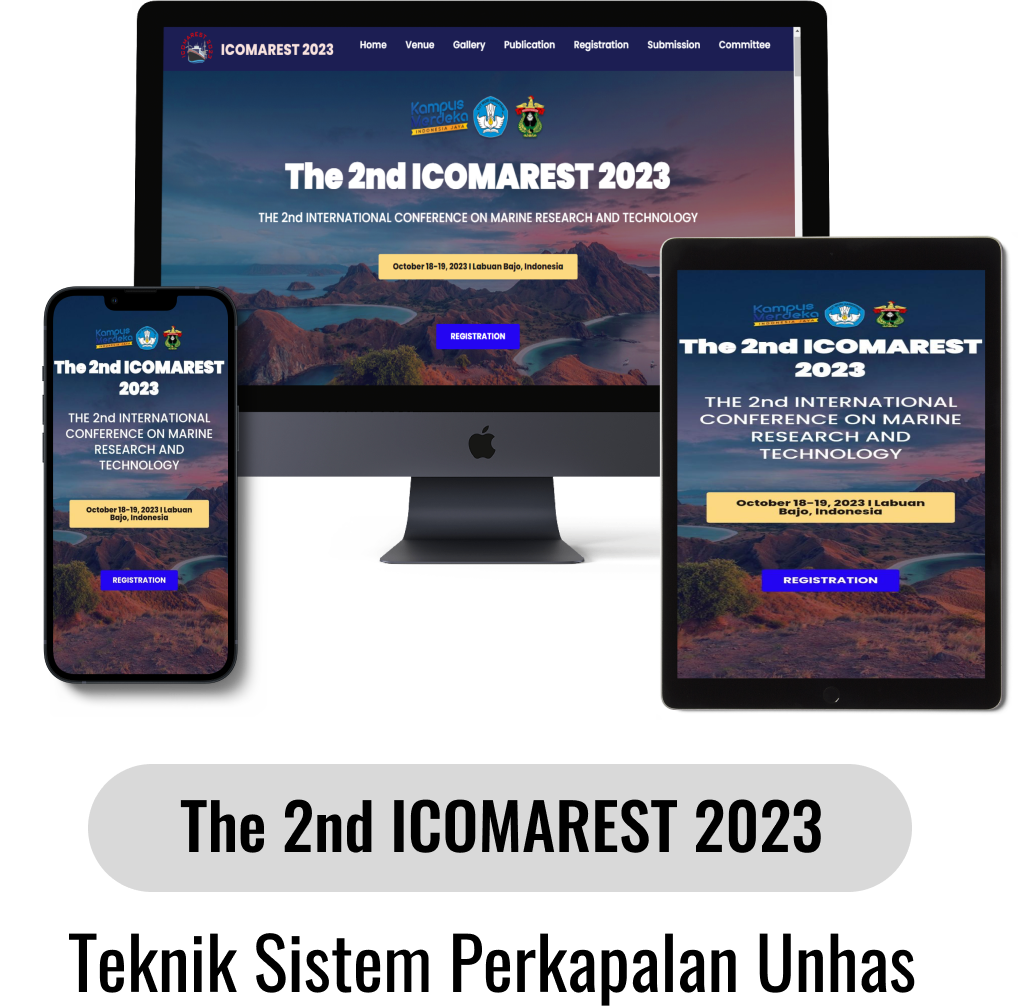 ICOMAREST 2023
Home Venue Gallery Publication Registration Submission Committee
Kampus
Merdeka
INDONESIA JAYA
The 2nd ICOMAREST 2023
THE 2nd INTERNATIONAL CONFERENCE ON MARINE RESEARCH AND TECHNOLOGY
October 18-19, 2023 I Labuan Bajo, Indonesia
REGISTRATION
Kampus
Merdeka
The 2nd ICOMAREST
2023
THE 2nd INTERNATIONAL
CONFERENCE ON MARINE
RESEARCH AND
TECHNOLOGY
October 18-19, 2023 I Labuan
Bajo, Indonesia
REGISTRATION
Kampus
Merdeka
INDONESIA JAYA
The 2nd ICOMAREST
2023
THE 2nd INTERNATIONAL
CONFERENCE ON MARINE
RESEARCH AND
TECHNOLOGY
October 18-19, 2023 I Labuan
Bajo, Indonesia
REGISTRATION
The 2nd ICOMAREST 2023
Teknik Sistem Perkapalan Unhas